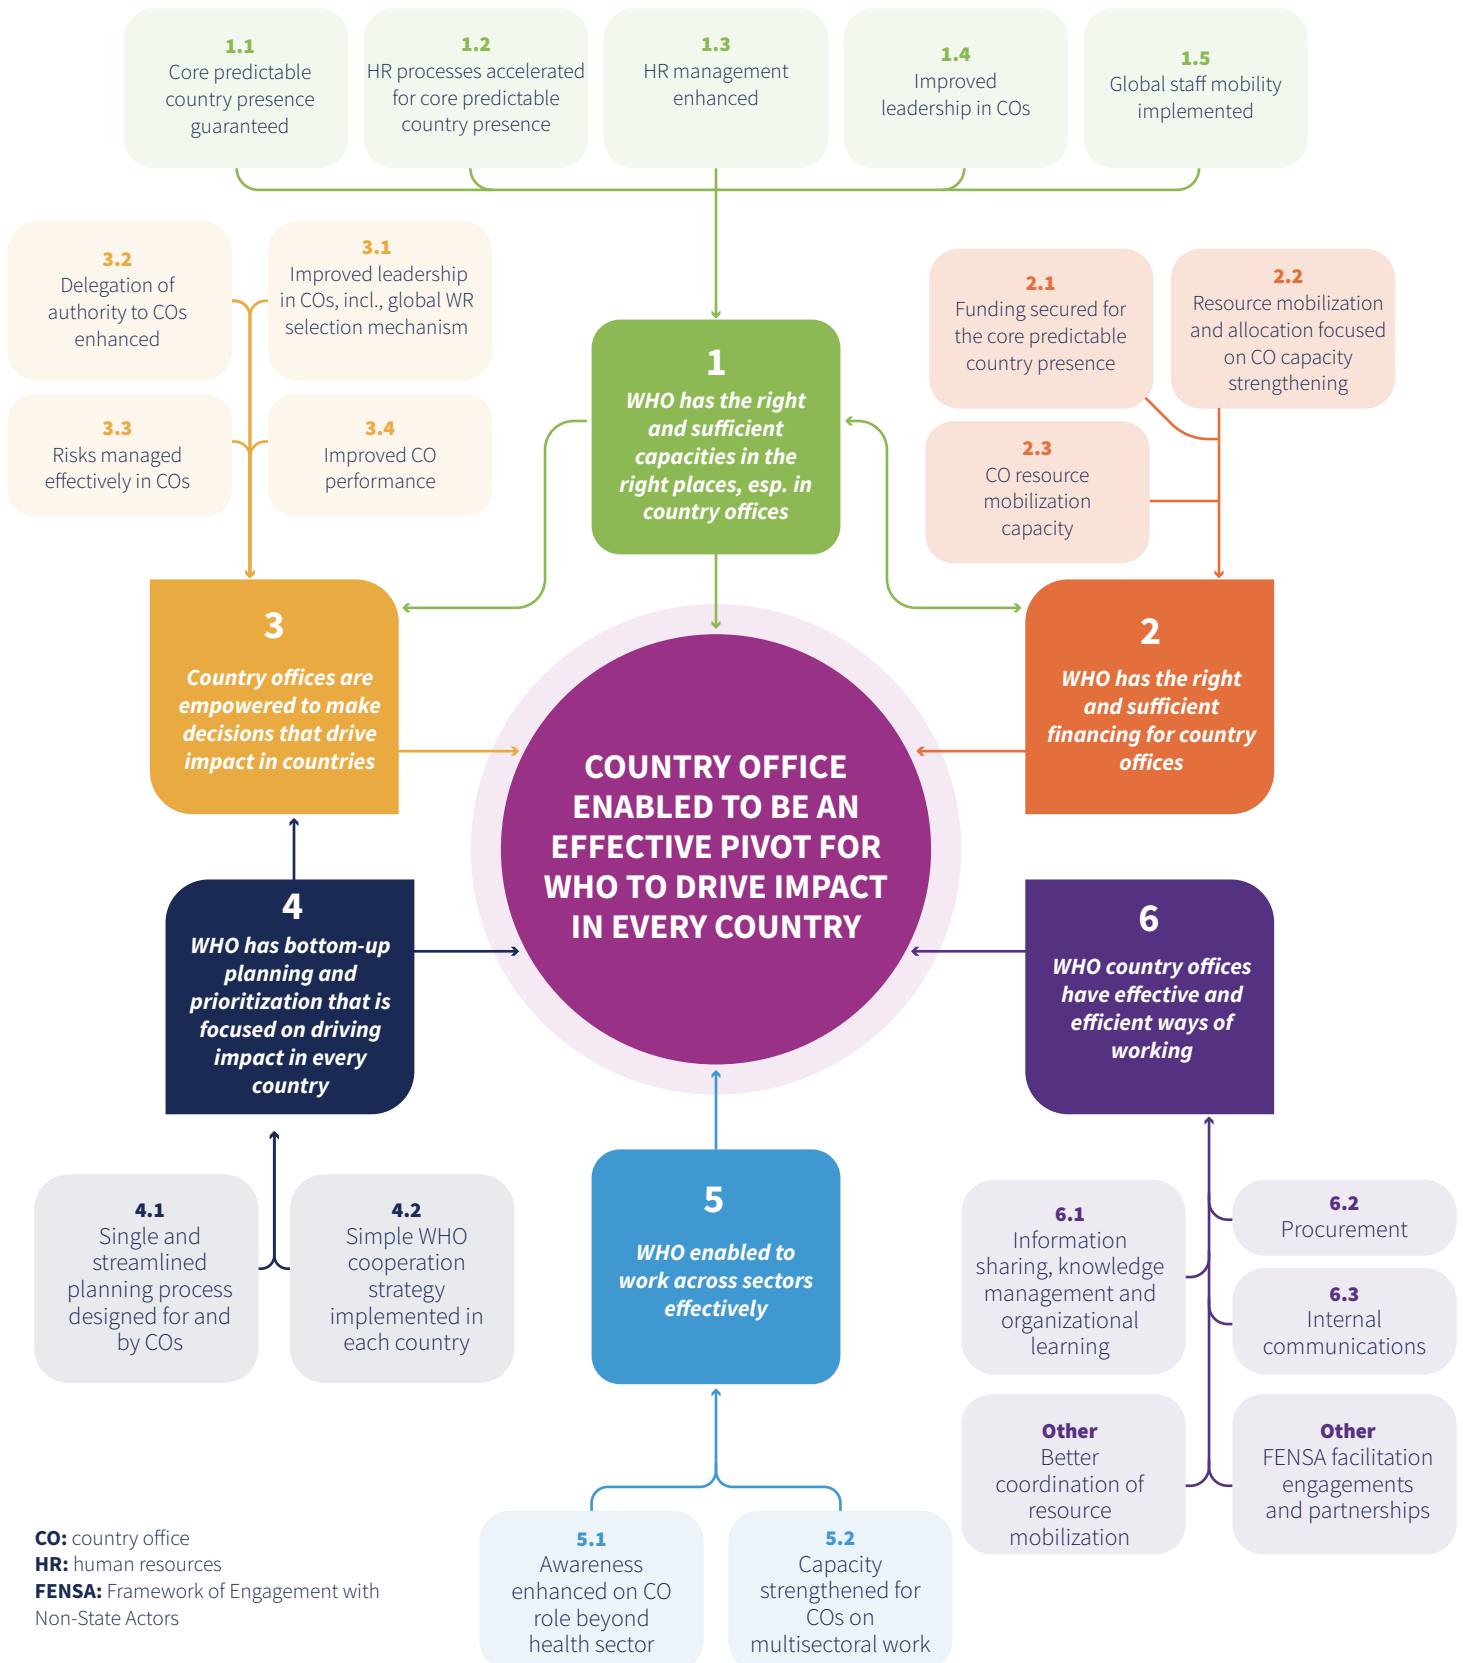 1.1
Core predictable
country presence
guaranteed
1.2
HR processes accelerated
for core predictable
country presence
1.3
HR management
enhanced
1.4
Improved
leadership in COs
1.5
Global staff mobility
implemented
3.2
Delegation of
authority to COs
enhanced
3.1
Improved leadership
in COs, incl., global WR
selection mechanism
3.3
Risks managed
effectively in COs
3.4
Improved CO
performance
1
WHO has the right
and sufficient
capacities in the
right places, esp. in
country offices
2.1
Funding secured for
the core predictable
country presence
2.2
Resource mobilization
and allocation focused
on CO capacity
strengthening
2.3
CO resource
mobilization
capacity
3
Country offices are
empowered to make
decisions that drive
impact in countries
2
WHO has the right
and sufficient
financing for country
offices
COUNTRY OFFICE
ENABLED TO BE AN
EFFECTIVE PIVOT FOR
WHO TO DRIVE IMPACT
IN EVERY COUNTRY
4
WHO has bottom-up
planning and
prioritization that is
focused on driving
impact in every
country
6
WHO country offices
have effective and
efficient ways of
working
4.1
Single and
streamlined
planning process
designed for and
by COs
4.2
Simple WHO
cooperation
strategy
implemented in
each country
5
WHO enabled to
work across sectors
effectively
6.1
Information
sharing, knowledge
management and
organizational
learning
6.2
Procurement
6.3
Internal
communications
Other
Better
coordination of
resource
mobilization
Other
FENSA facilitation
engagements
and partnerships
5.1
Awareness
enhanced on CO
role beyond
health sector
5.2
Capacity
strengthened for
COs on
multisectoral work
CO: country office
HR: human resources
FENSA: Framework of Engagement with
Non-State Actors